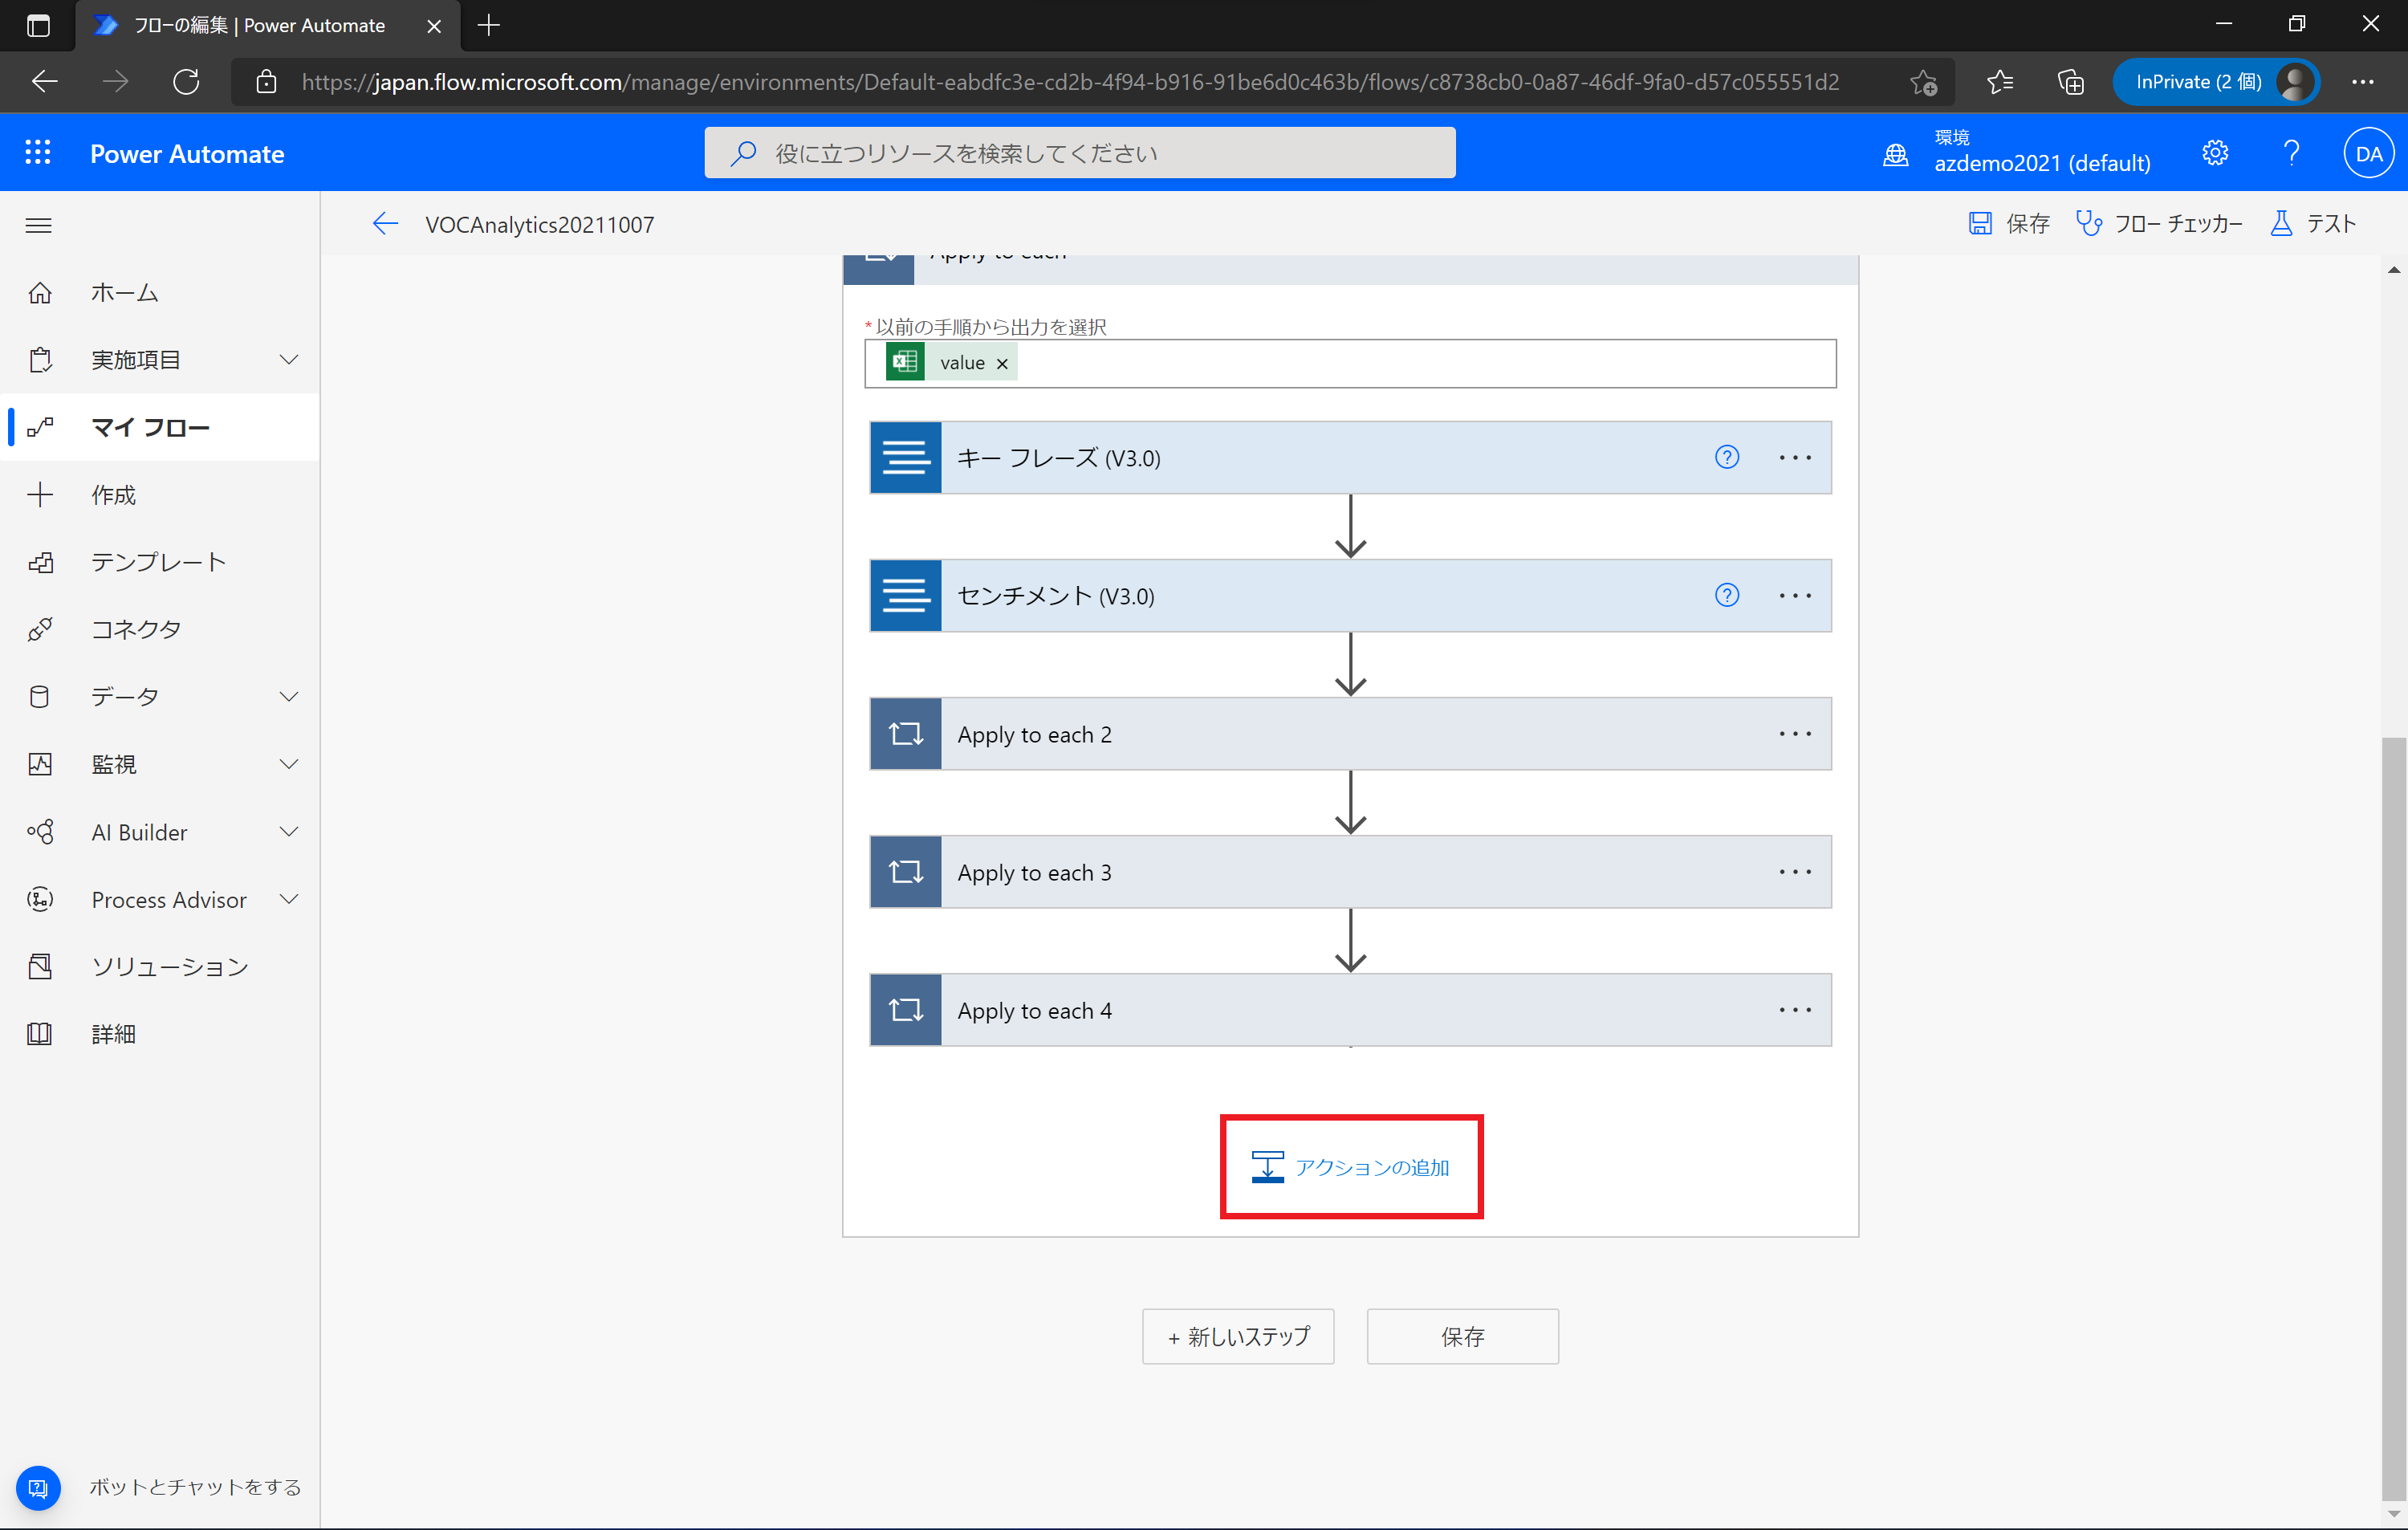 フローの編集 | Power Automate
https://japan.flow.microsoft.com/manage/environments/Default-eabdfc3e-cd2b-4f94-b916-91be6d0c463b/flows/c8738cb0-0a87-46df-9fa0-d57c055551d2
InPrivate (2 個)
Power Automate
役に立つリソースを検索してください
環境
azdemo2021 (default)
DA
VOCAnalytics20211007
保存
フロー チェッカー
テスト
ホーム
実施項目
マイ フロー
作成
テンプレート
コネクタ
データ
監視
AI Builder
Process Advisor
ソリューション
詳細
ボットとチャットをする
Apply to each
*以前の手順から出力を選択
value ×
キー フレーズ (V3.0)
センチメント (V3.0)
Apply to each 2
Apply to each 3
Apply to each 4
アクションの追加
+ 新しいステップ
保存